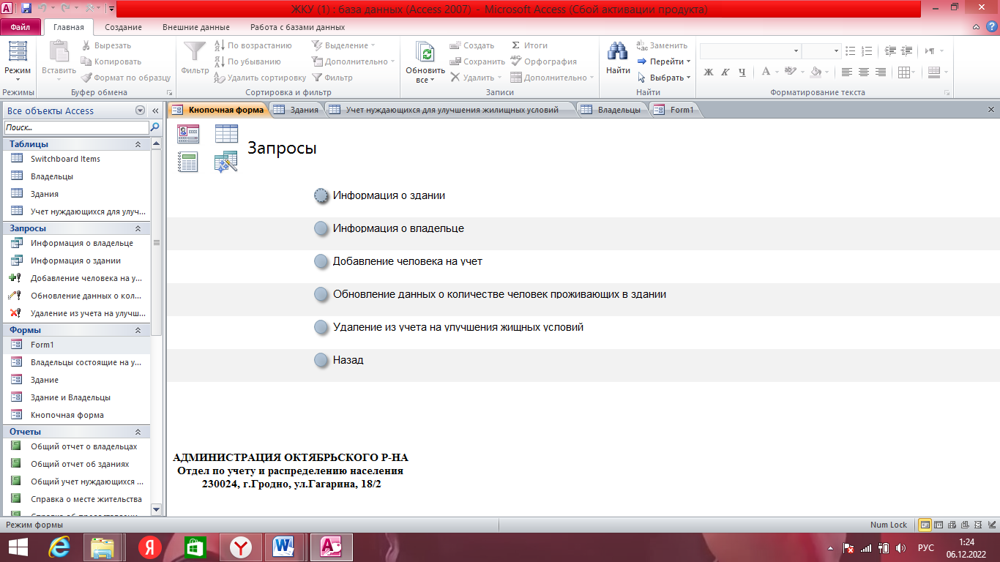 ЖКУ (1) : база данных (Access 2007) - Microsoft Access (Сбой активации продукта)
Файл Главная Создание Внешние данные Работа с базами данных
Режим
Режимы
Вставить
Вырезать
Копировать
Формат по образцу
Буфер обмена
Фильтр
По возрастанию
По убыванию
Удалить сортировку
Выделение
Дополнительно
Фильтр
Сортировка и фильтр
Обновить
все
Создать
Сохранить
Удалить
Итоги
Орфография
Дополнительно
Записи
Найти
Заменить
Перейти
Выбрать
Найти
Ж К Ч
Форматирование текста
Все объекты Access
Поиск...
Таблицы
Switchboard Items
Владельцы
Здания
Учет нуждающихся для улуч...
Запросы
Информация о владельце
Информация о здании
Добавление человека на у...
Обновление данных о кол...
Удаление из учета на улучш...
Формы
Form1
Владельцы состоящие на у...
Здание
Здание и Владельцы
Кнопочная форма
Отчеты
Общий отчет о владельцах
Общий отчет об зданиях
Общий учет нуждающихся ...
Справка о месте жительства
Кнопочная форма Здания Учет нуждающихся для улучшения жилищных условий Владельцы Form1
Запросы
Информация о здании
Информация о владельце
Добавление человека на учет
Обновление данных о количестве человек проживающих в здании
Удаление из учета на улучшения жищных условий
Назад
АДМИНИСТРАЦИЯ ОКТЯБРЬСКОГО Р-НА
Отдел по учету и распределению населения
230024, г.Гродно, ул.Гагарина, 18/2
Режим формы
Num Lock
РУС
1:24
06.12.2022